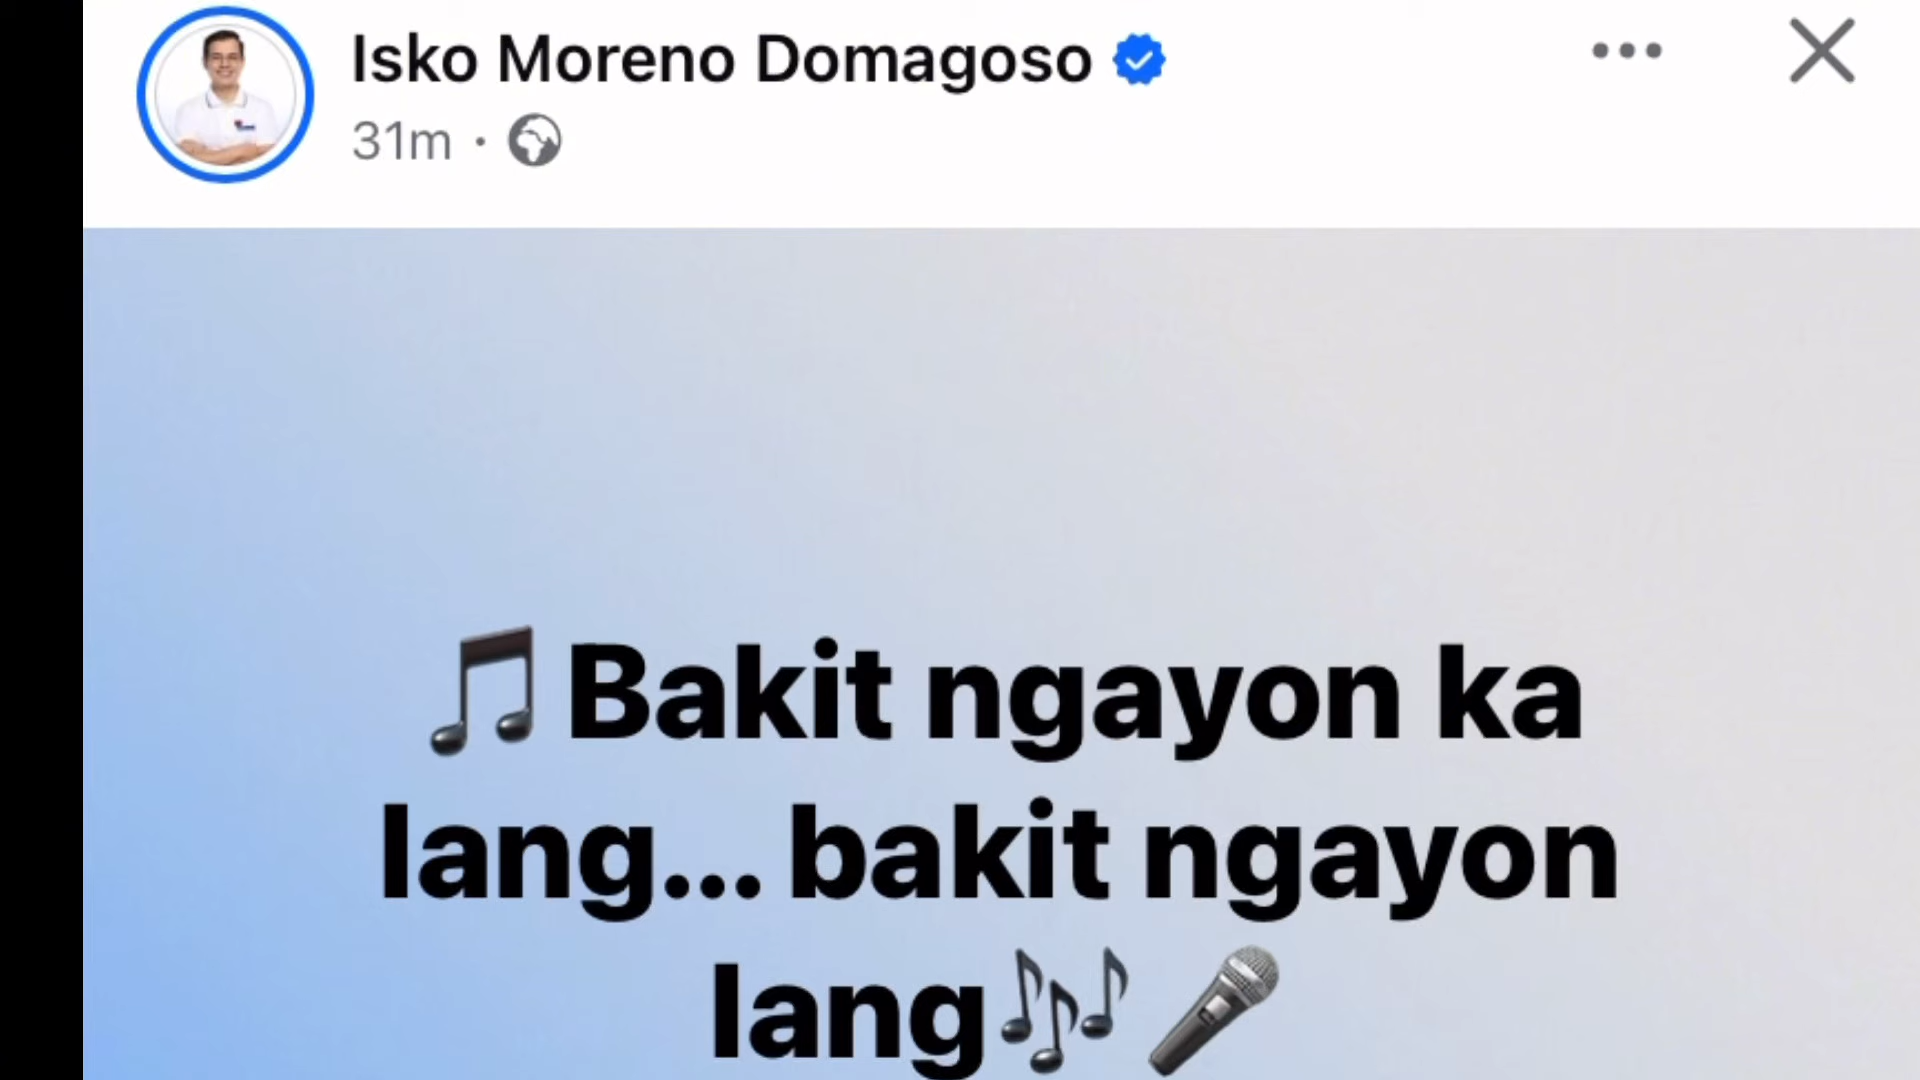 Isko Moreno Domagoso
31m ·
🎵Bakit ngayon ka
lang... bakit ngayon
lang🎶🎤